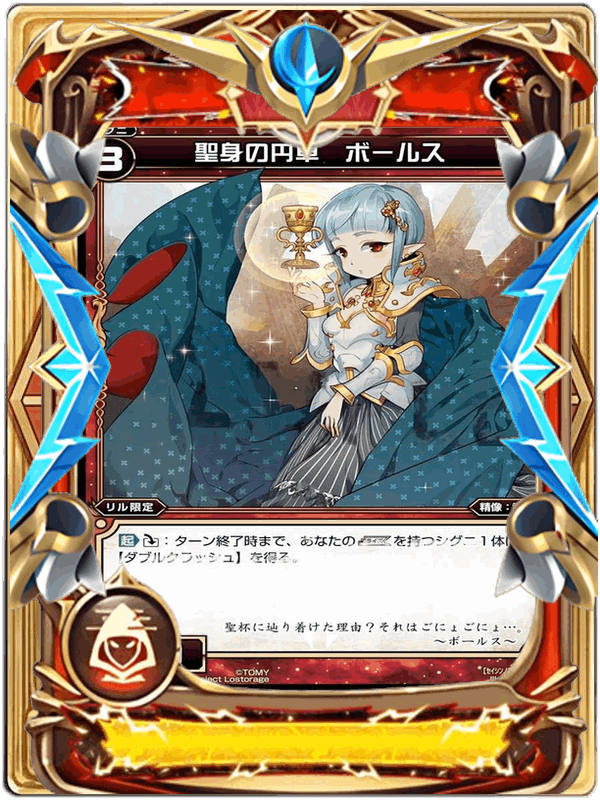 3
聖身の円卓 ボールス
リル限定
精像:
起 : ターン終了時まで、あなたの を持つシグニ1体
【ダブルクラッシュ】を得る。
聖杯に辿り着けた理由?それはごにょごにょ…。
~ボールス~
©TOMY
ject Lostorage